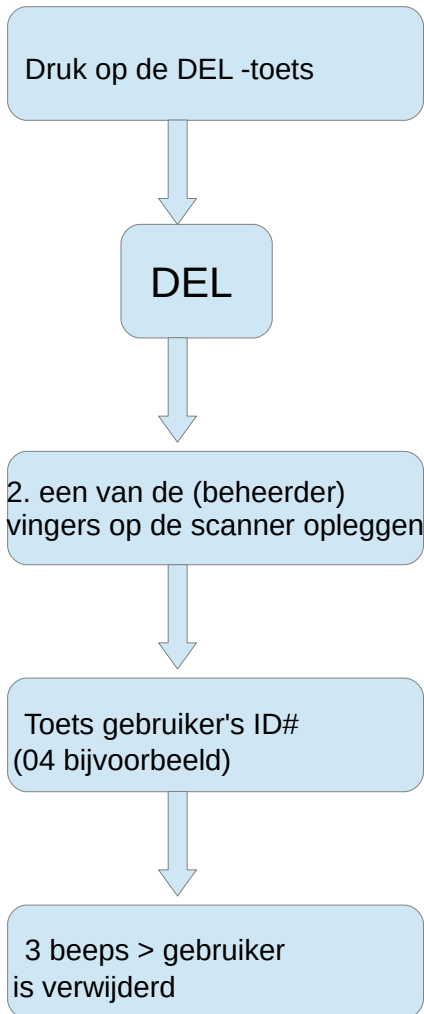 Druk op de DEL -toets
DEL
2. een van de (beheerder)
vingers op de scanner opleggen
Toets gebruiker's ID#
(04 bijvoorbeeld)
3 beeps > gebruiker
is verwijderd